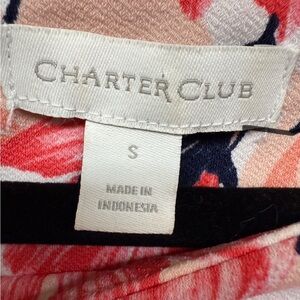 CHARTER CLUB
S
MADE IN
INDONESIA